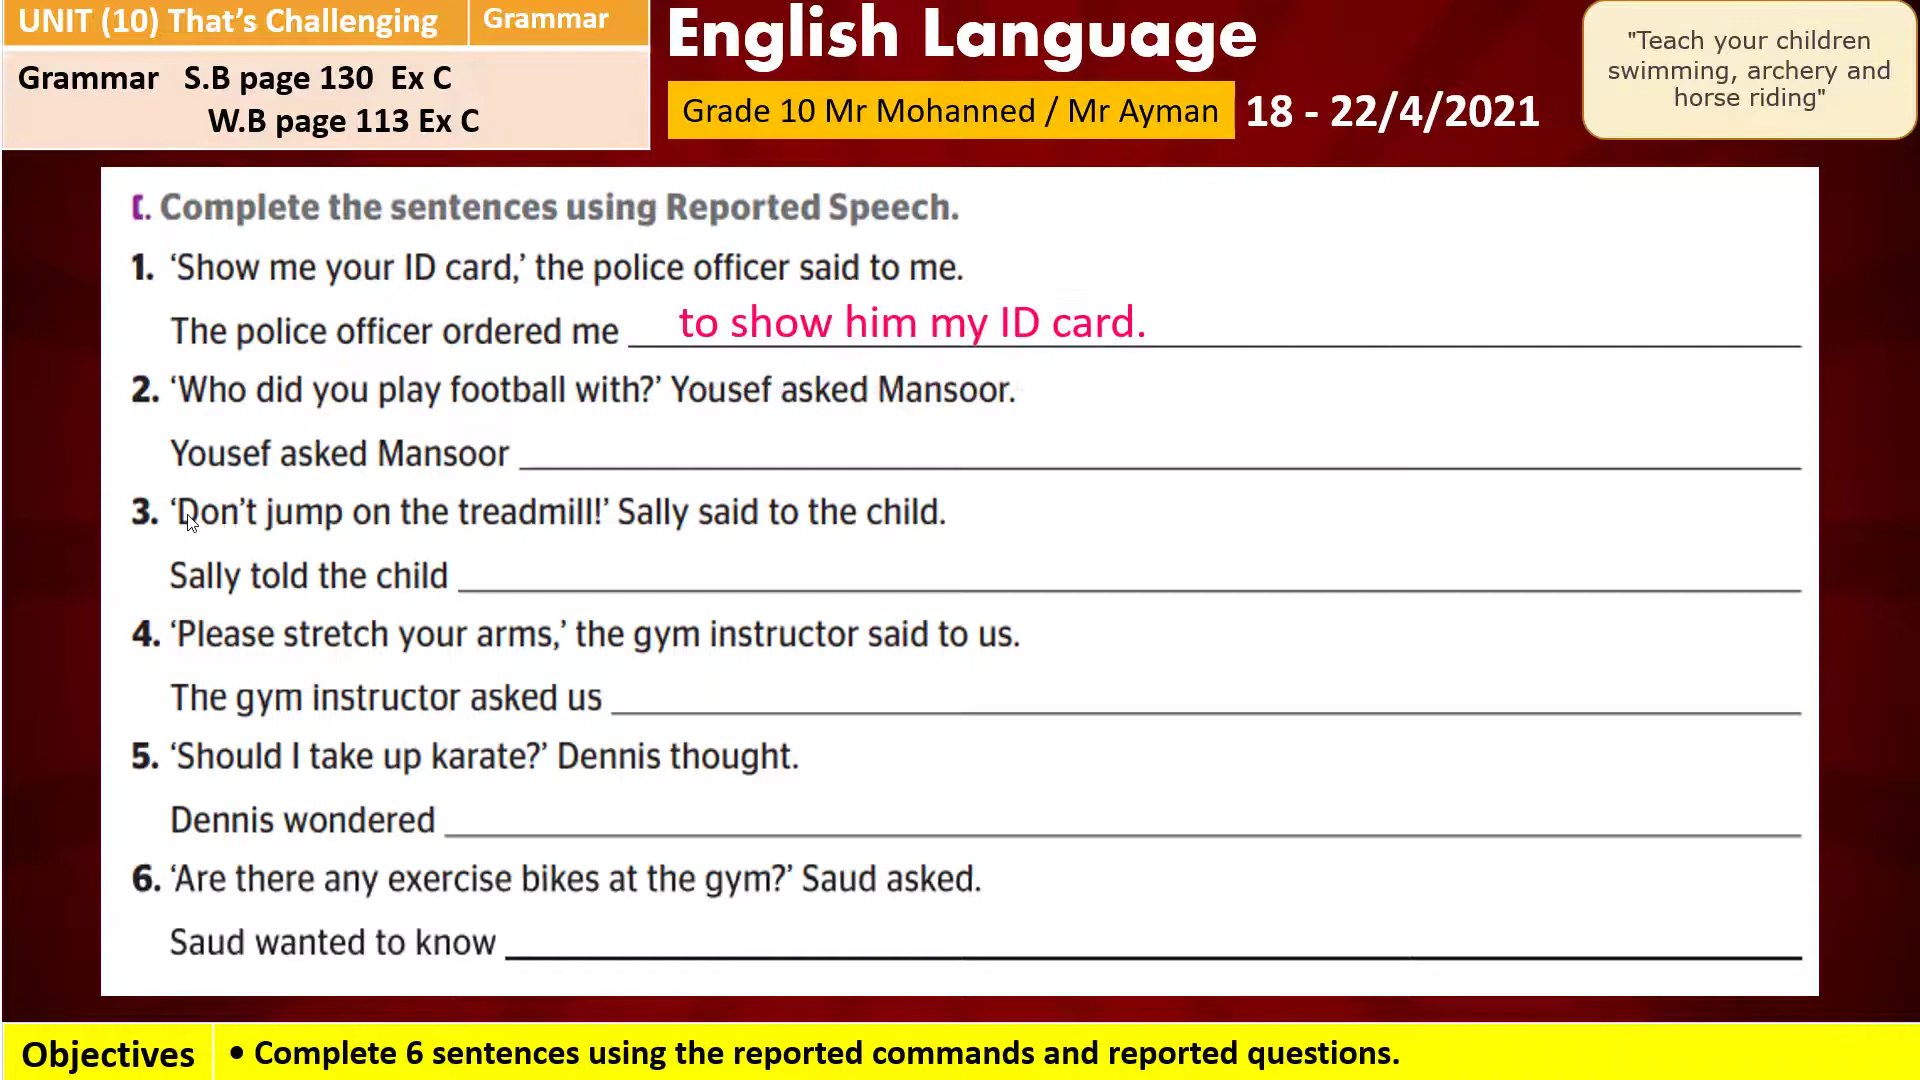 UNIT (10) That's Challenging
Grammar
Grammar S.B page 130 Ex C
W.B page 113 Ex C
English Language
Grade 10 Mr Mohanned / Mr Ayman
18 - 22/4/2021
"Teach your children
swimming, archery and
horse riding"
C. Complete the sentences using Reported Speech.
1. ‘Show me your ID card,’ the police officer said to me.
The police officer ordered me to show him my ID card.
2. ‘Who did you play football with?’ Yousef asked Mansoor.
Yousef asked Mansoor
3. ‘Don’t jump on the treadmill!’ Sally said to the child.
Sally told the child
4. ‘Please stretch your arms,’ the gym instructor said to us.
The gym instructor asked us
5. ‘Should I take up karate?’ Dennis thought.
Dennis wondered
6. ‘Are there any exercise bikes at the gym?’ Saud asked.
Saud wanted to know
Objectives
• Complete 6 sentences using the reported commands and reported questions.